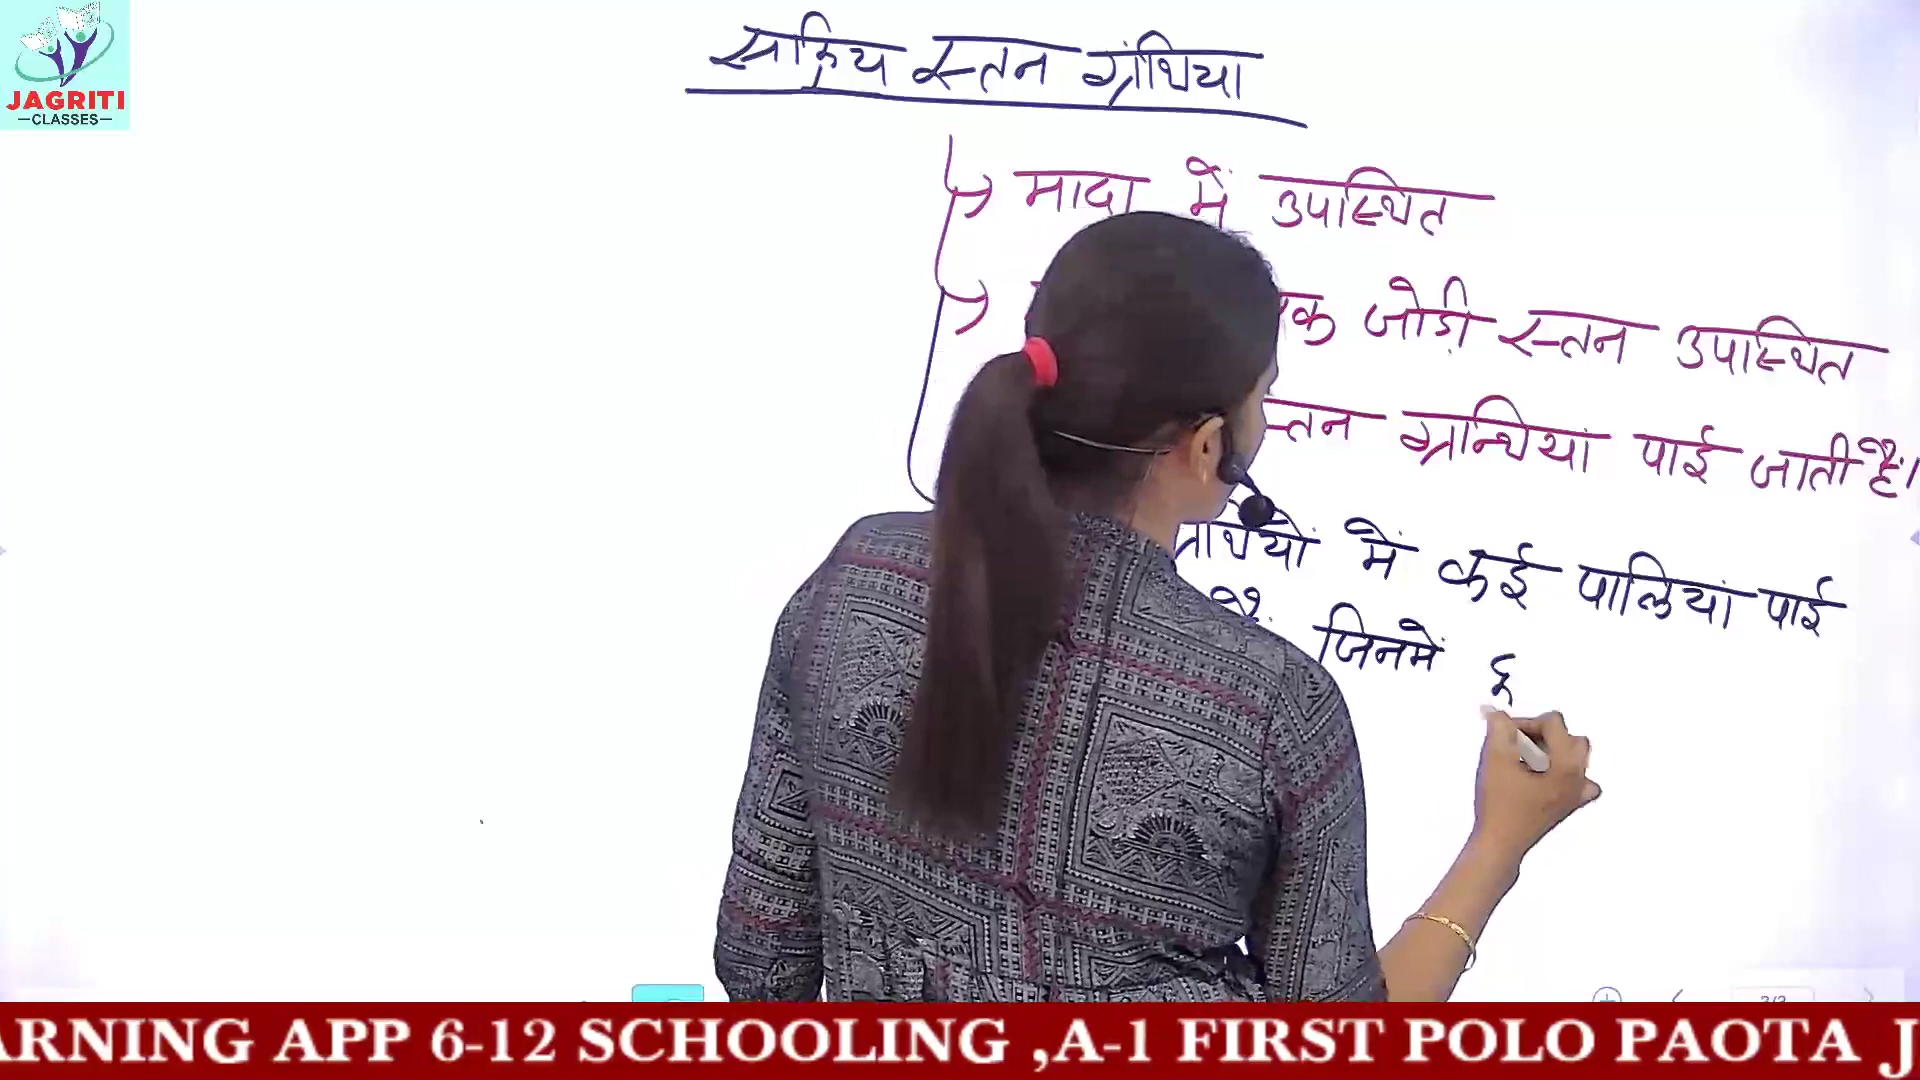 JAGRITI
CLASSES
सक्रिय स्तन ग्रंथिया
मादा में उपस्थित
जोड़ी स्तन उपस्थित
स्तन ग्रन्थियां पाई जाती हैं।
में कई पालियां पाई
जिनमें
ARNING APP 6-12 SCHOOLING ,A-1 FIRST POLO PAOTA J